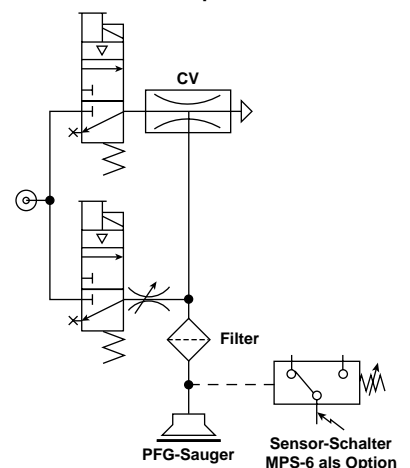 CV
Filter
PFG-Sauger
Sensor-Schalter
MPS-6 als Option